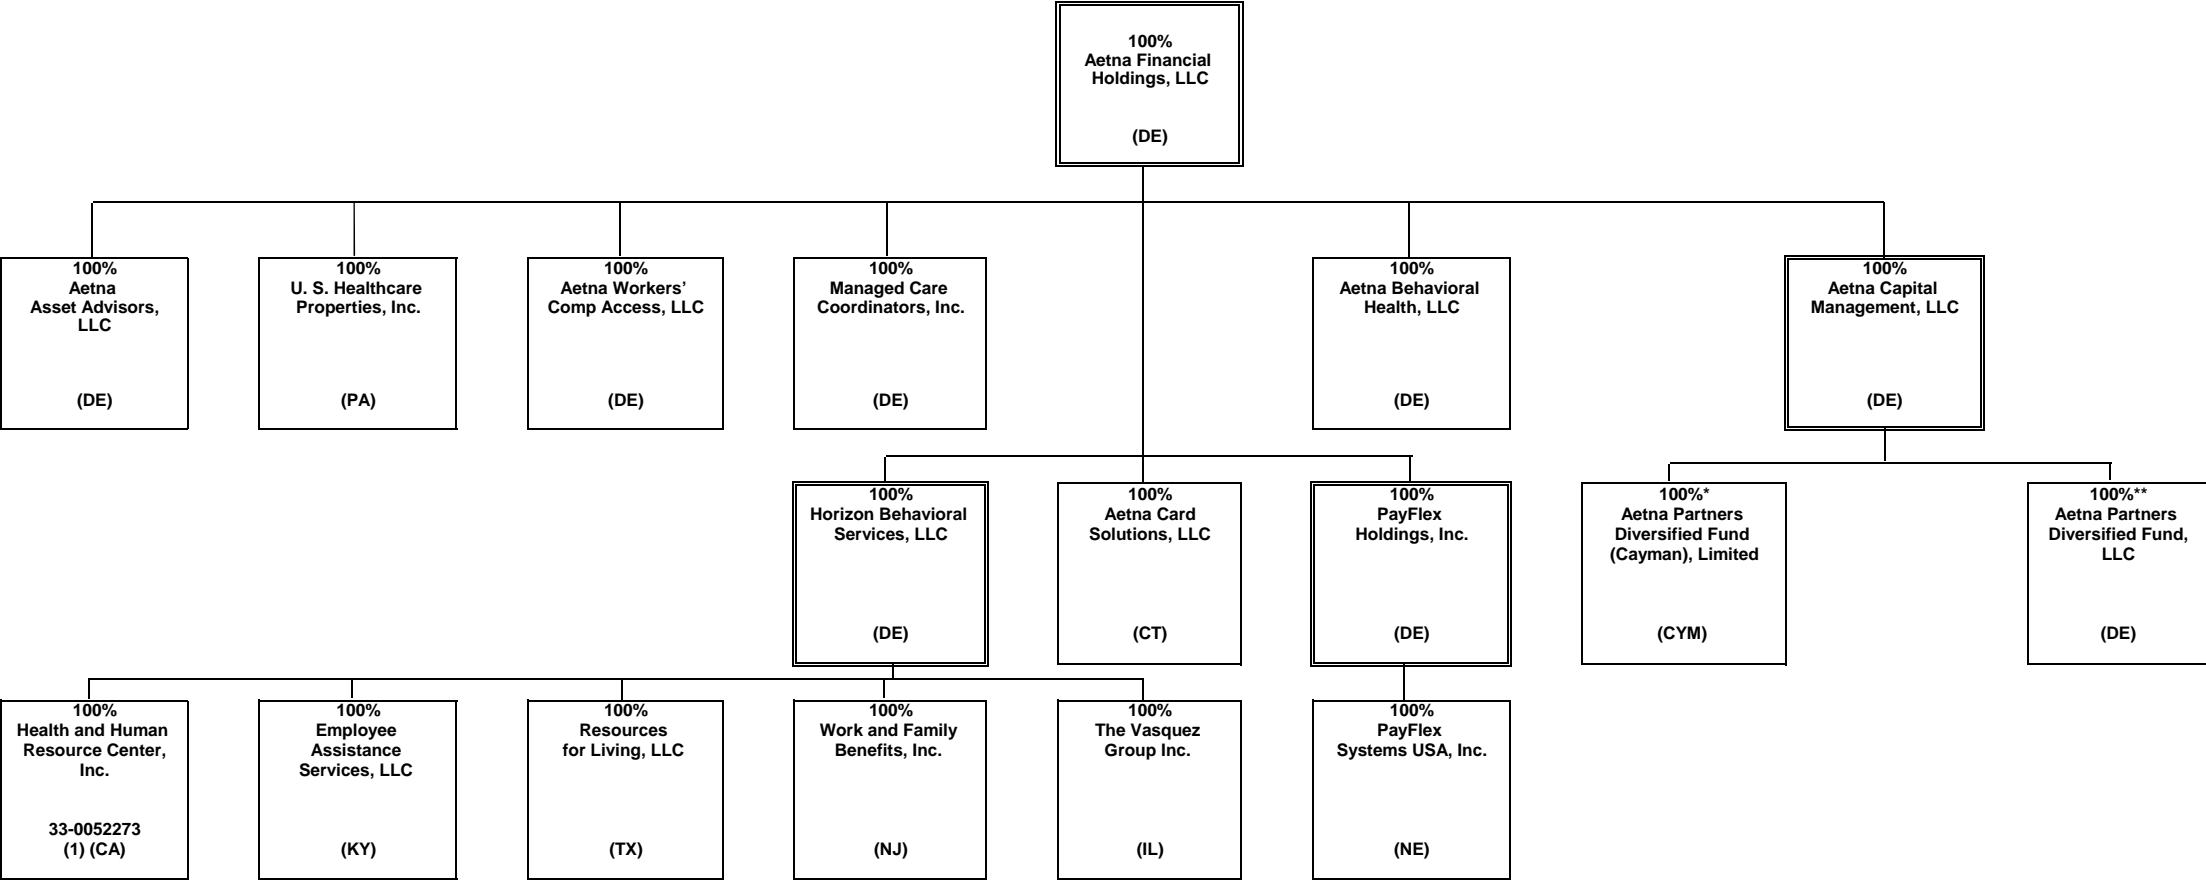 100%
Aetna Financial
Holdings, LLC
(DE)
100%
Aetna
Asset Advisors,
LLC
(DE)
100%
U. S. Healthcare
Properties, Inc.
(PA)
100%
Aetna Workers’
Comp Access, LLC
(DE)
100%
Managed Care
Coordinators, Inc.
(DE)
100%
Aetna Behavioral
Health, LLC
(DE)
100%
Aetna Capital
Management, LLC
(DE)
100%
Horizon Behavioral
Services, LLC
(DE)
100%
Aetna Card
Solutions, LLC
(CT)
100%
PayFlex
Holdings, Inc.
(DE)
100%*
Aetna Partners
Diversified Fund
(Cayman), Limited
(CYM)
100%**
Aetna Partners
Diversified Fund,
LLC
(DE)
100%
Health and Human
Resource Center,
Inc.
33-0052273
(1) (CA)
100%
Employee
Assistance
Services, LLC
(KY)
100%
Resources
for Living, LLC
(TX)
100%
Work and Family
Benefits, Inc.
(NJ)
100%
The Vasquez
Group Inc.
(IL)
100%
PayFlex
Systems USA, Inc.
(NE)